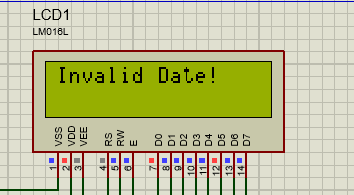 LCD1
LM016L
Invalid Date!
VSS VDD VEE RS RW E D0 D1 D2 D3 D4 D5 D6 D7
1 2 3 4 5 6 7 8 9 10 11 12 13 14